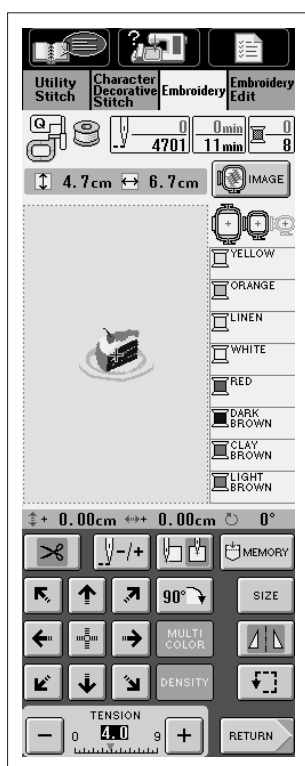 Utility Stitch
Character Decorative Stitch
Embroidery
Embroidery Edit
Q
0
4701
0min
11min
0
8
4.7cm 6.7cm
IMAGE
YELLOW
ORANGE
LINEN
WHITE
RED
DARK BROWN
CLAY BROWN
LIGHT BROWN
+ 0.00cm + 0.00cm 0°
-/+
MEMORY
90°
SIZE
MULTI COLOR
DENSITY
TENSION
- 0 4.0 9 +
RETURN